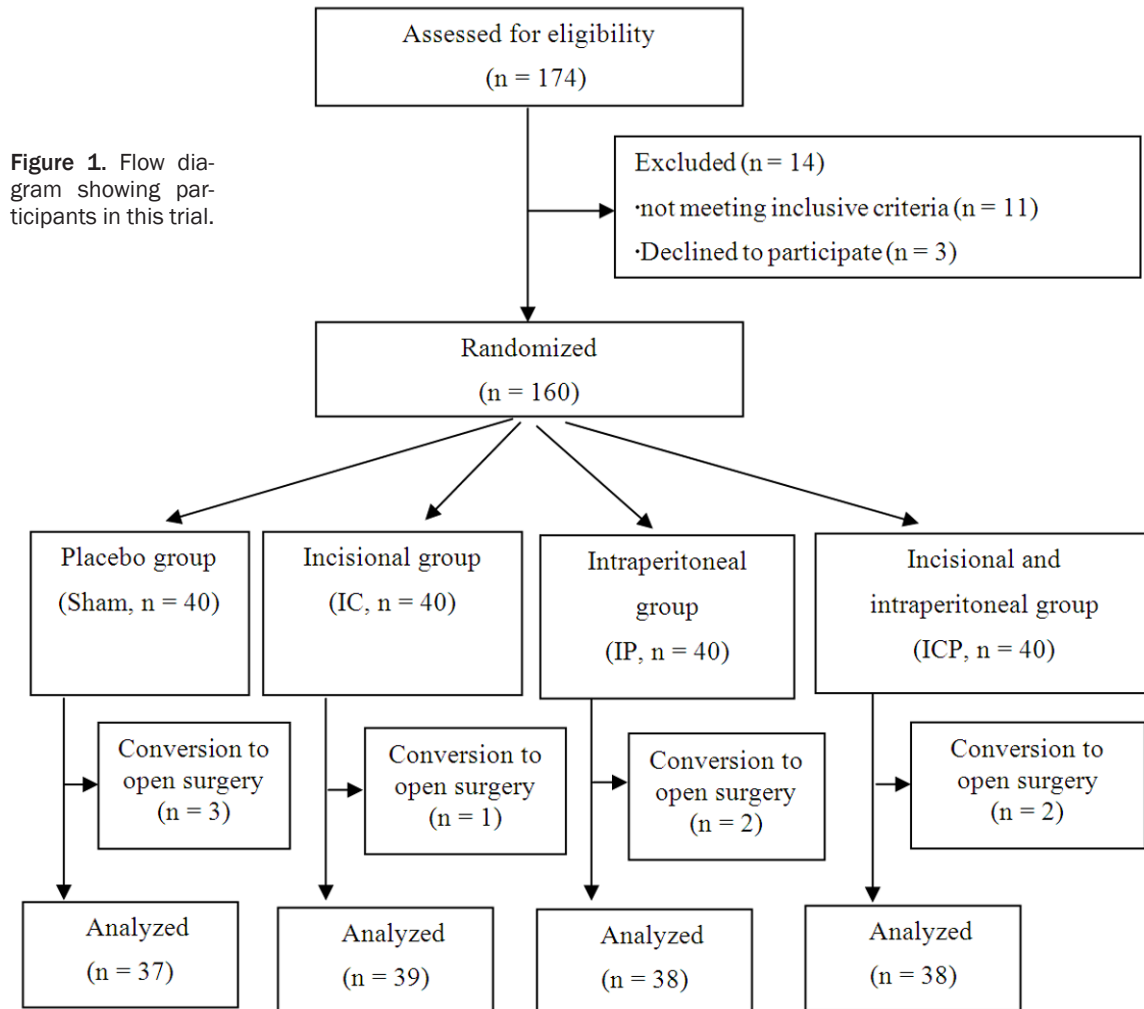 Assessed for eligibility
(n = 174)
Figure 1. Flow dia-
gram showing par-
ticipants in this trial.
Excluded (n = 14)
·not meeting inclusive criteria (n = 11)
·Declined to participate (n = 3)
Randomized
(n = 160)
Placebo group
(Sham, n = 40)
Incisional group
(IC, n = 40)
Intraperitoneal
group
(IP, n = 40)
Incisional and
intraperitoneal group
(ICP, n = 40)
Conversion to
open surgery
(n = 3)
Conversion to
open surgery
(n = 1)
Conversion to
open surgery
(n = 2)
Conversion to
open surgery
(n = 2)
Analyzed
(n = 37)
Analyzed
(n = 39)
Analyzed
(n = 38)
Analyzed
(n = 38)